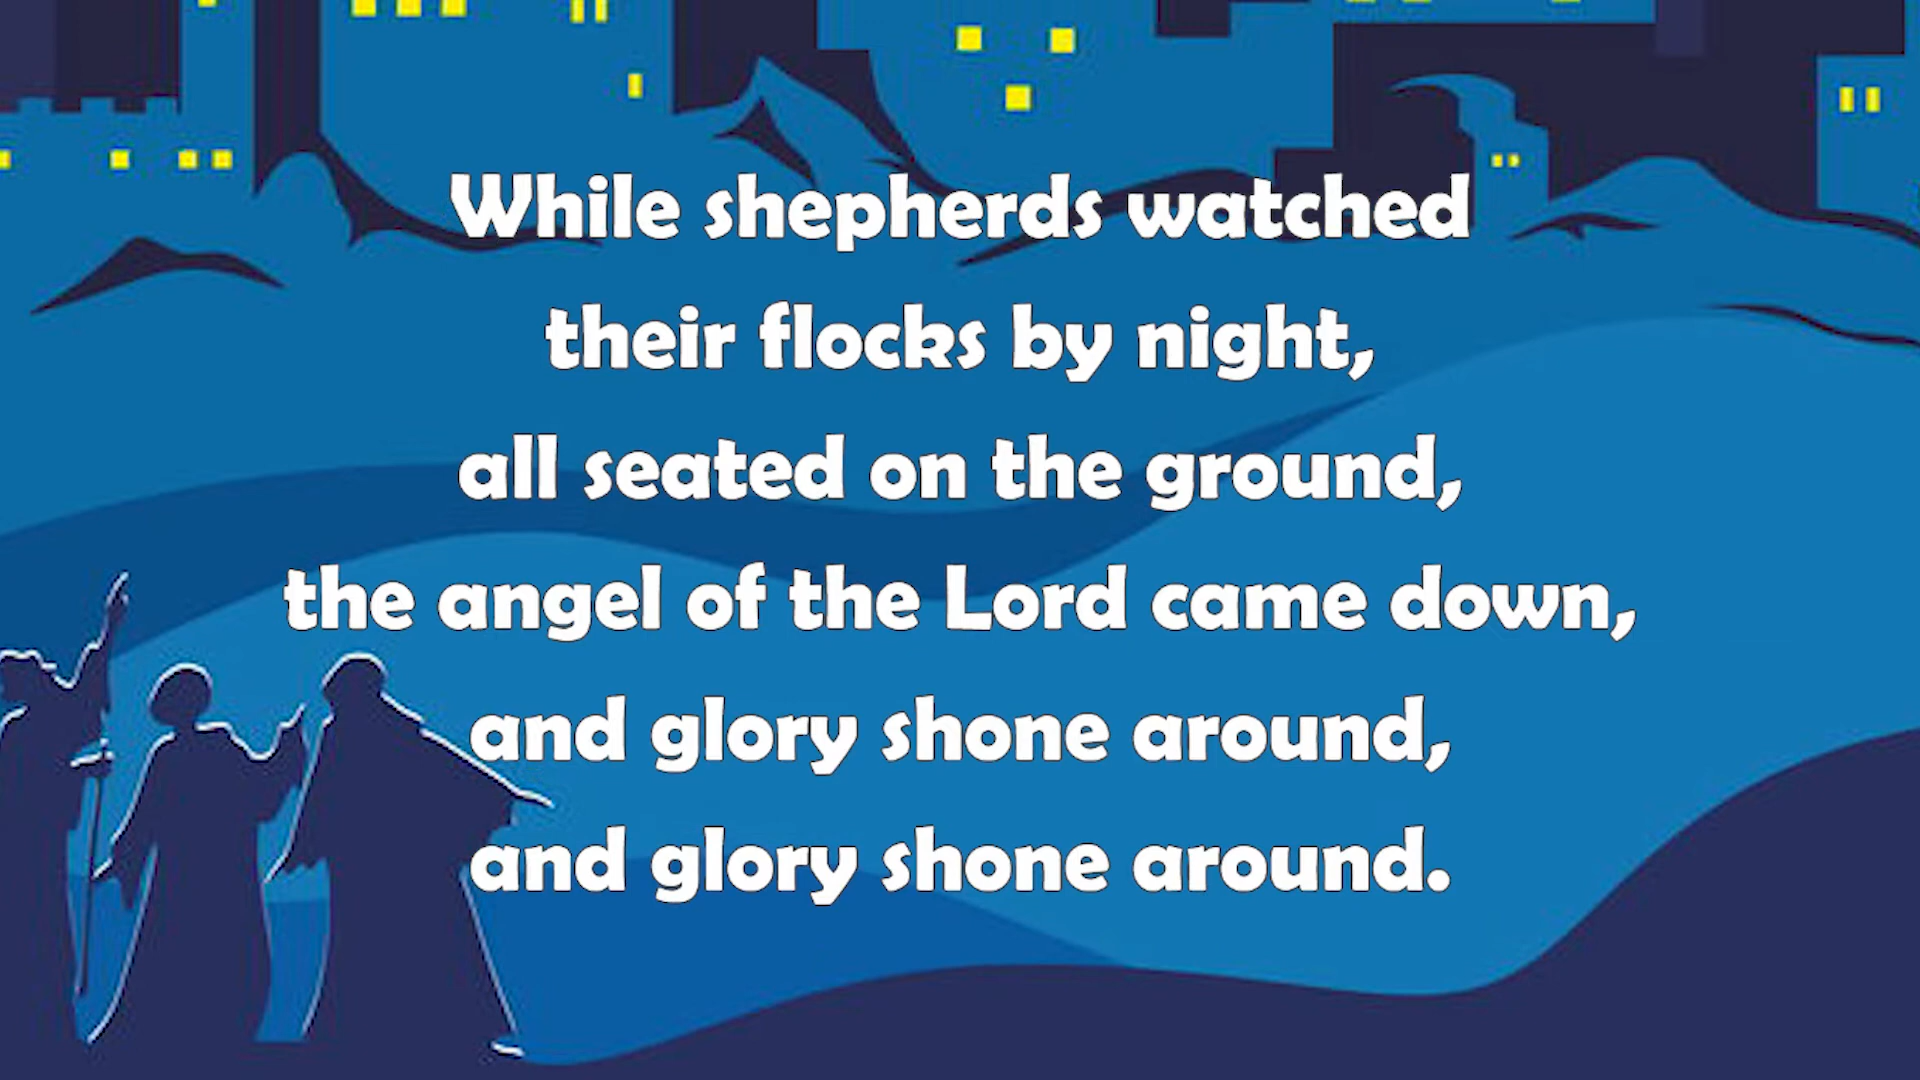 While shepherds watched
their flocks by night,
all seated on the ground,
the angel of the Lord came down,
and glory shone around,
and glory shone around.